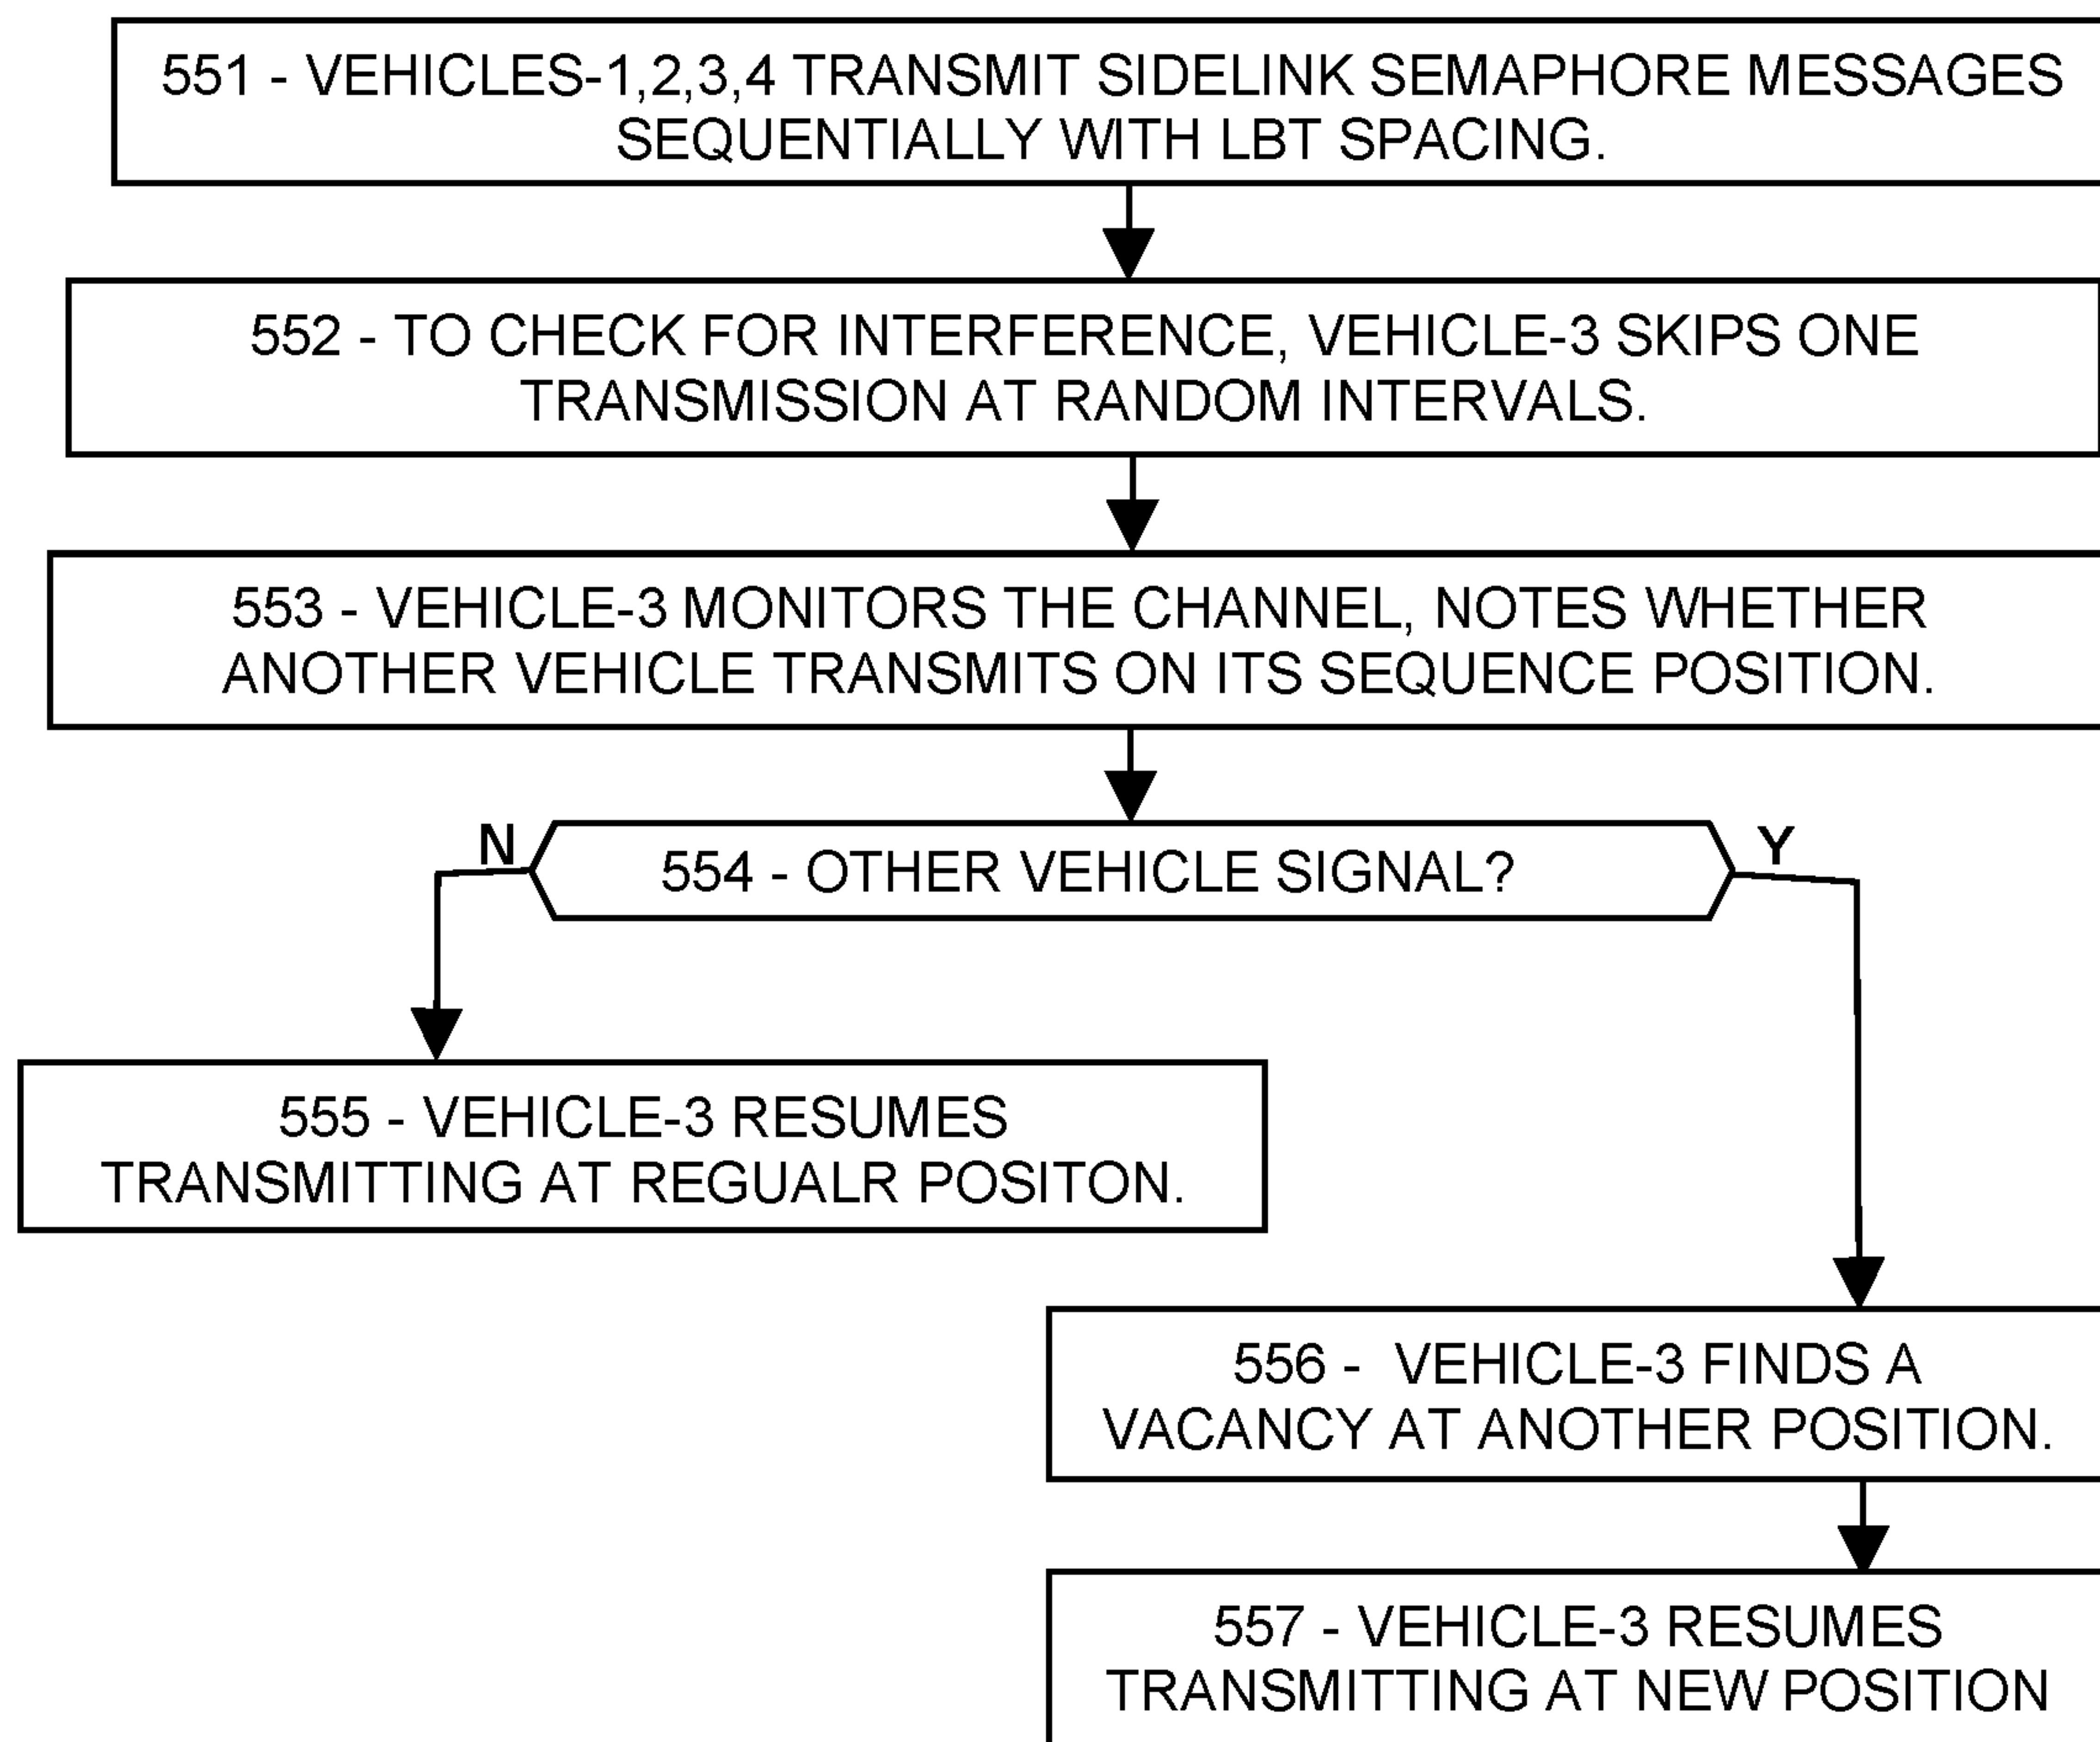 551 - VEHICLES-1,2,3,4 TRANSMIT SIDELINK SEMAPHORE MESSAGES
SEQUENTIALLY WITH LBT SPACING.
552 - TO CHECK FOR INTERFERENCE, VEHICLE-3 SKIPS ONE
TRANSMISSION AT RANDOM INTERVALS.
553 - VEHICLE-3 MONITORS THE CHANNEL, NOTES WHETHER
ANOTHER VEHICLE TRANSMITS ON ITS SEQUENCE POSITION.
N
554 - OTHER VEHICLE SIGNAL?
Y
555 - VEHICLE-3 RESUMES
TRANSMITTING AT REGUALR POSITON.
556 - VEHICLE-3 FINDS A
VACANCY AT ANOTHER POSITION.
557 - VEHICLE-3 RESUMES
TRANSMITTING AT NEW POSITION